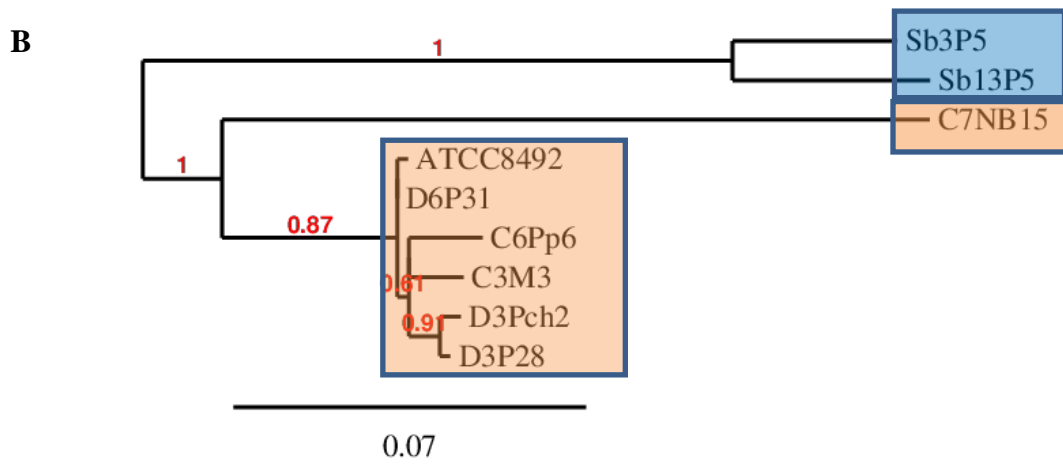 B
1
Sb3P5
Sb13P5
C7NB15
1
ATCC8492
D6P31
0.87
C6Pp6
C3M3
0.61
D3Pch2
0.91
D3P28
0.07